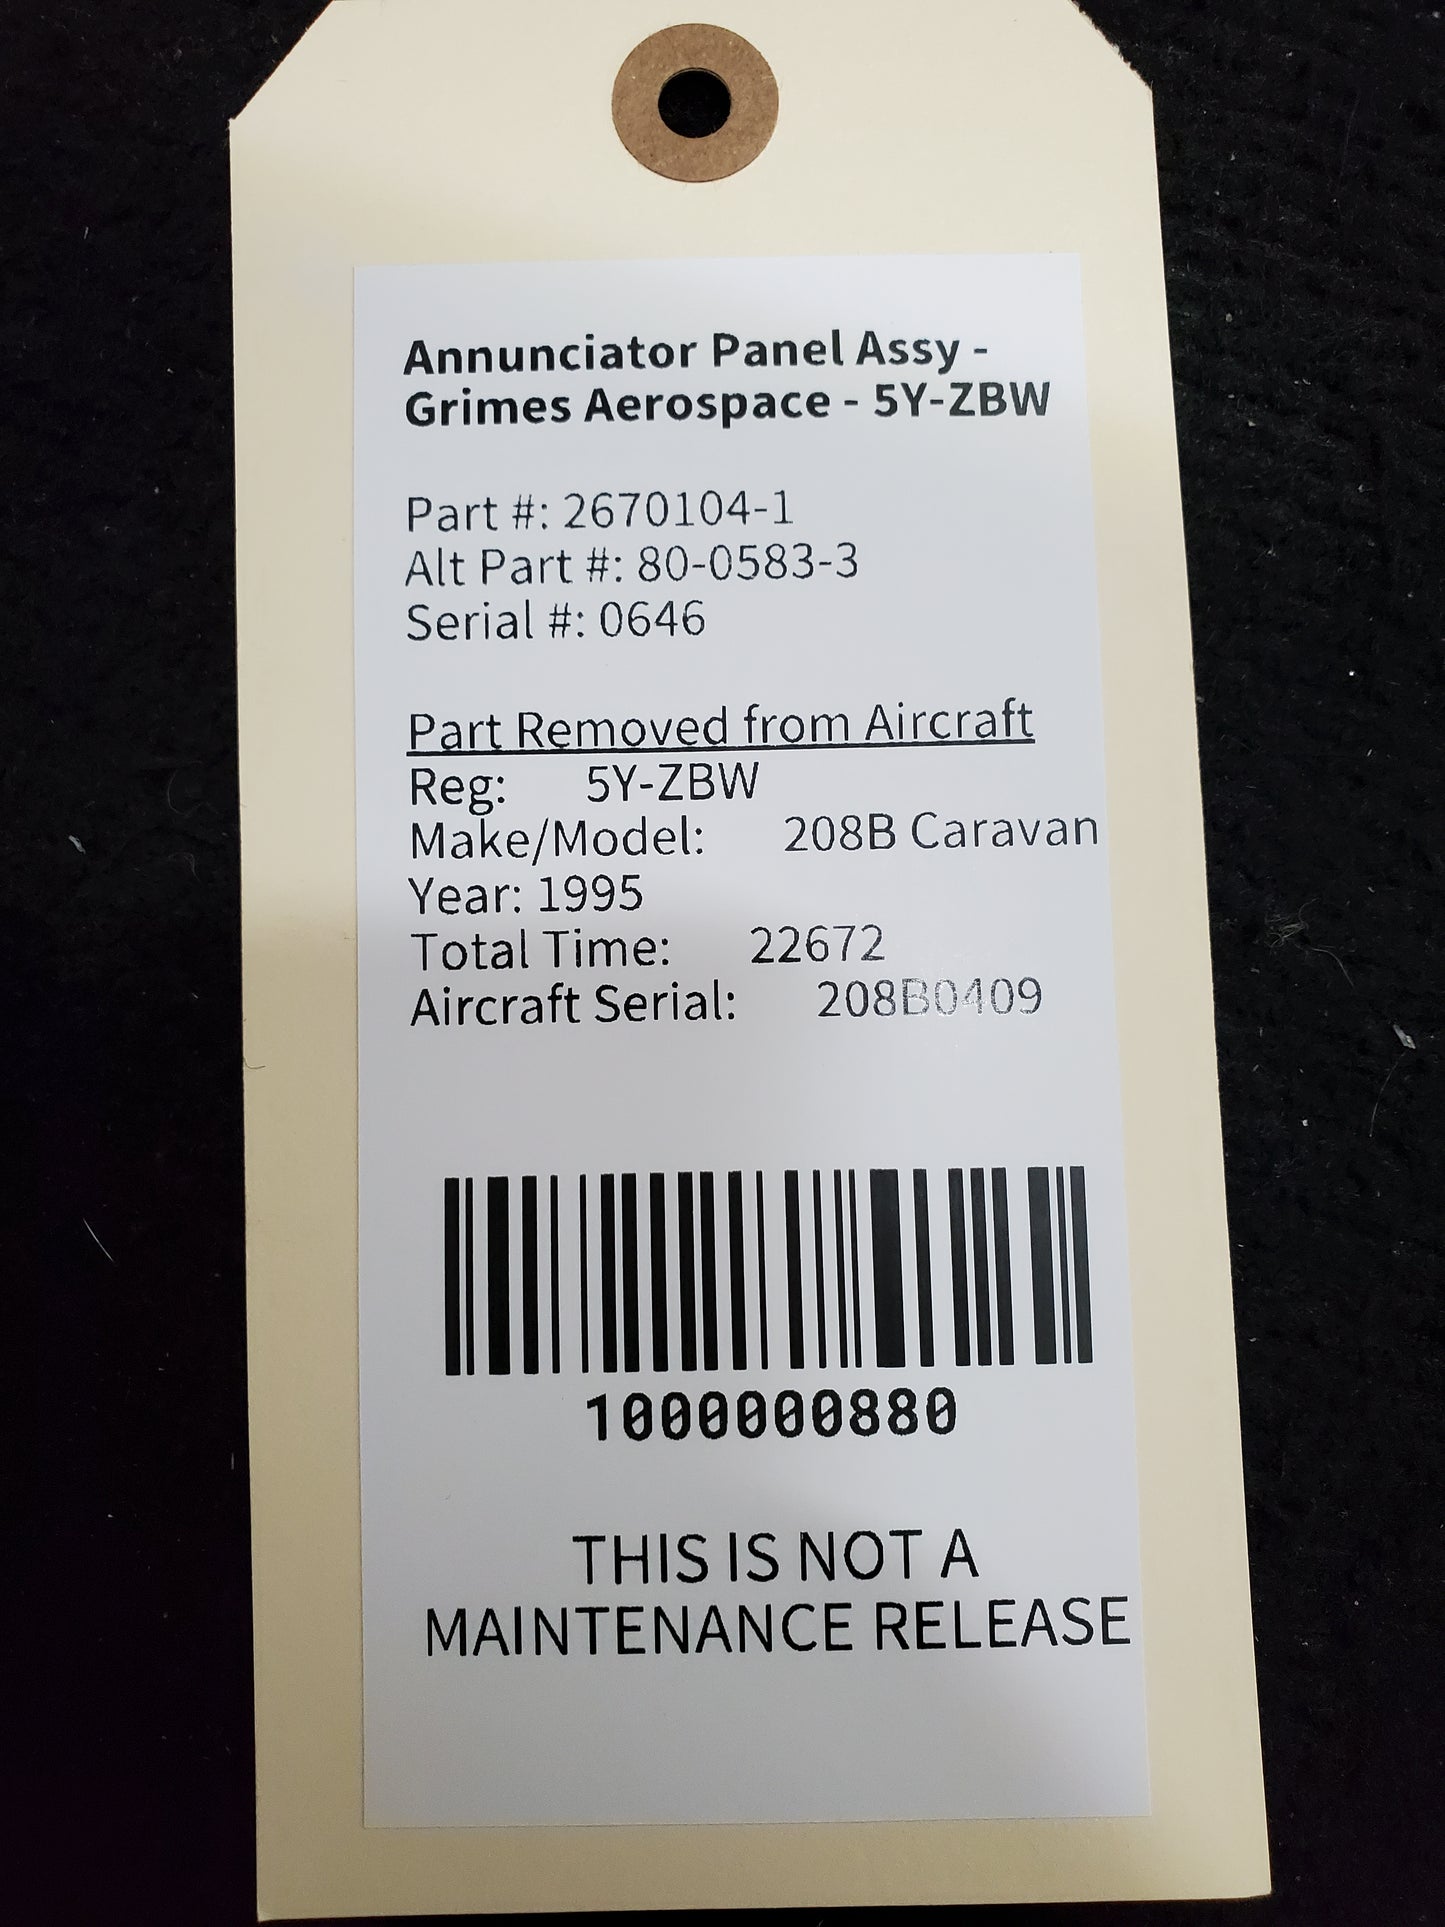 Annunciator Panel Assy -
Grimes Aerospace - 5Y-ZBW
Part #: 2670104-1
Alt Part #: 80-0583-3
Serial #: 0646
Part Removed from Aircraft
Reg: 5Y-ZBW
Make/Model: 208B Caravan
Year: 1995
Total Time: 22672
Aircraft Serial: 208B0409
1000000880
THIS IS NOT A
MAINTENANCE RELEASE